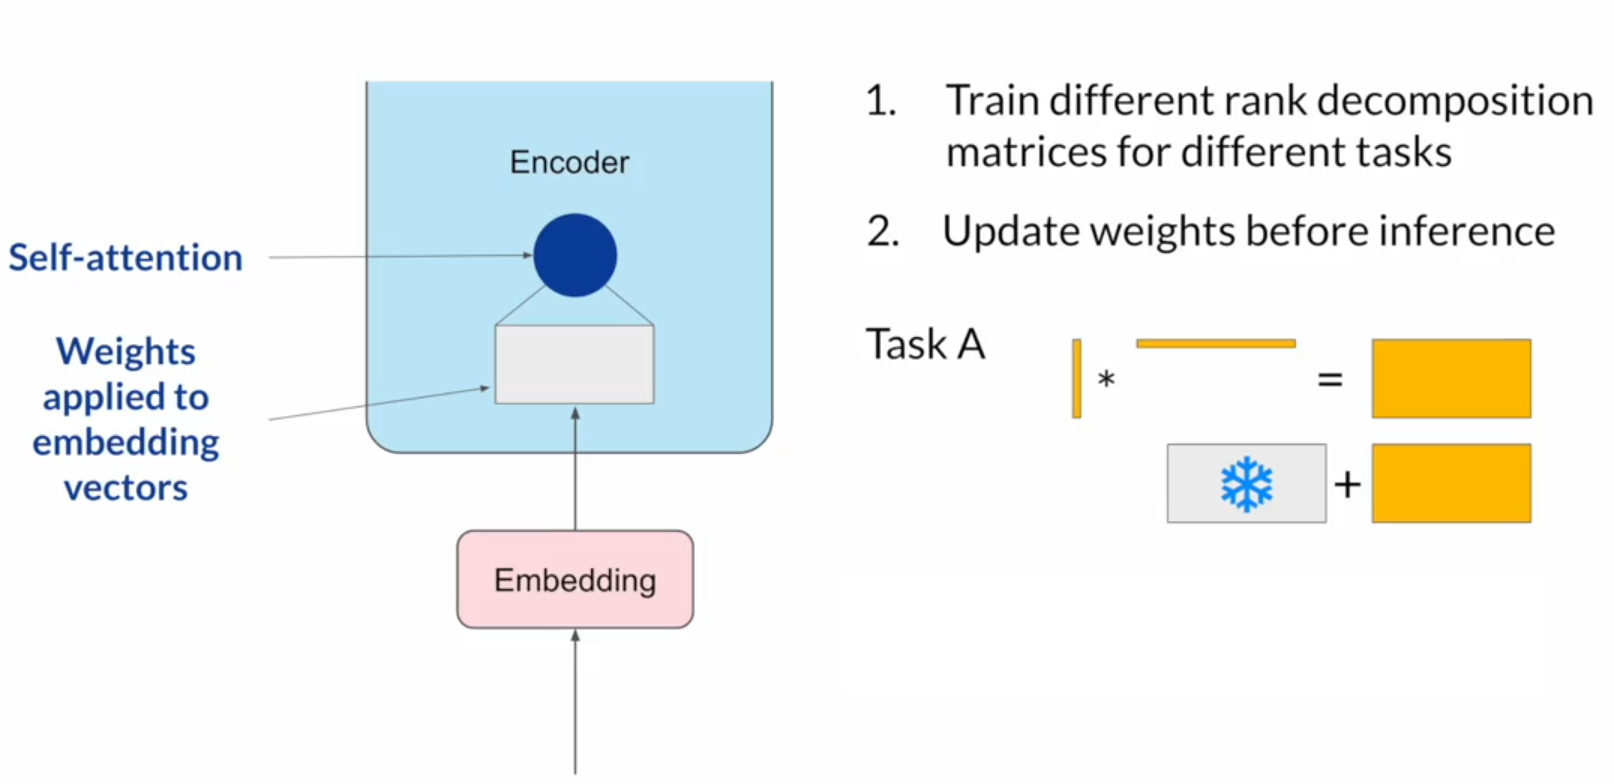 Encoder
Self-attention
Weights
applied to
embedding
vectors
Embedding
1. Train different rank decomposition
matrices for different tasks
2. Update weights before inference
Task A
*
=
+